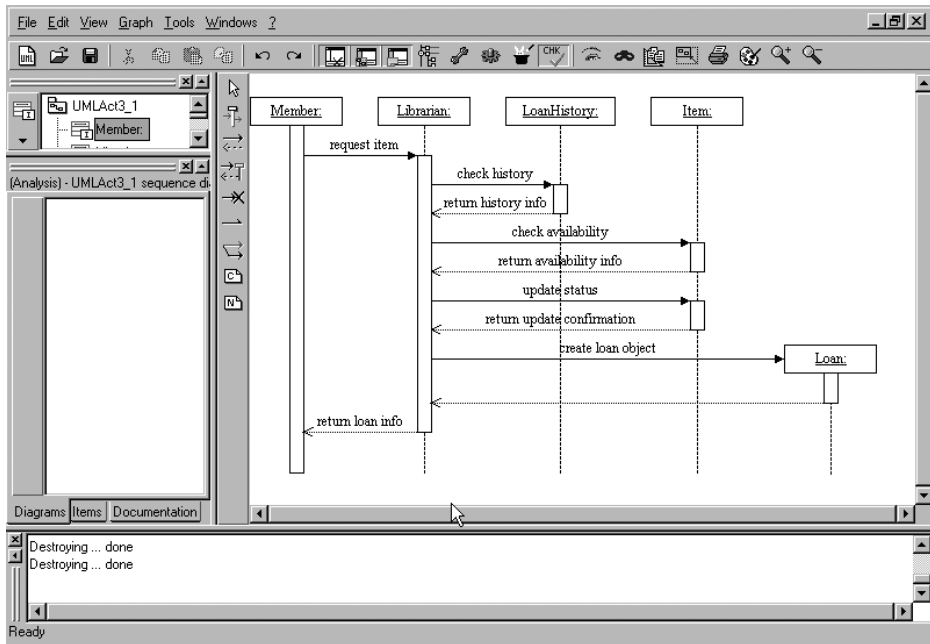 File Edit View Graph Tools Windows ?
UML
CHK
UMLAct3_1
Member:
(Analysis) - UMLAct3_1 sequence di
Diagrams Items Documentation
C
N
Member: Librarian: LoanHistory: Item:
request item
check history
return history info
check availability
return availability info
update status
return update confirmation
create loan object
Loan:
return loan info
Destroying ... done
Destroying ... done
Ready